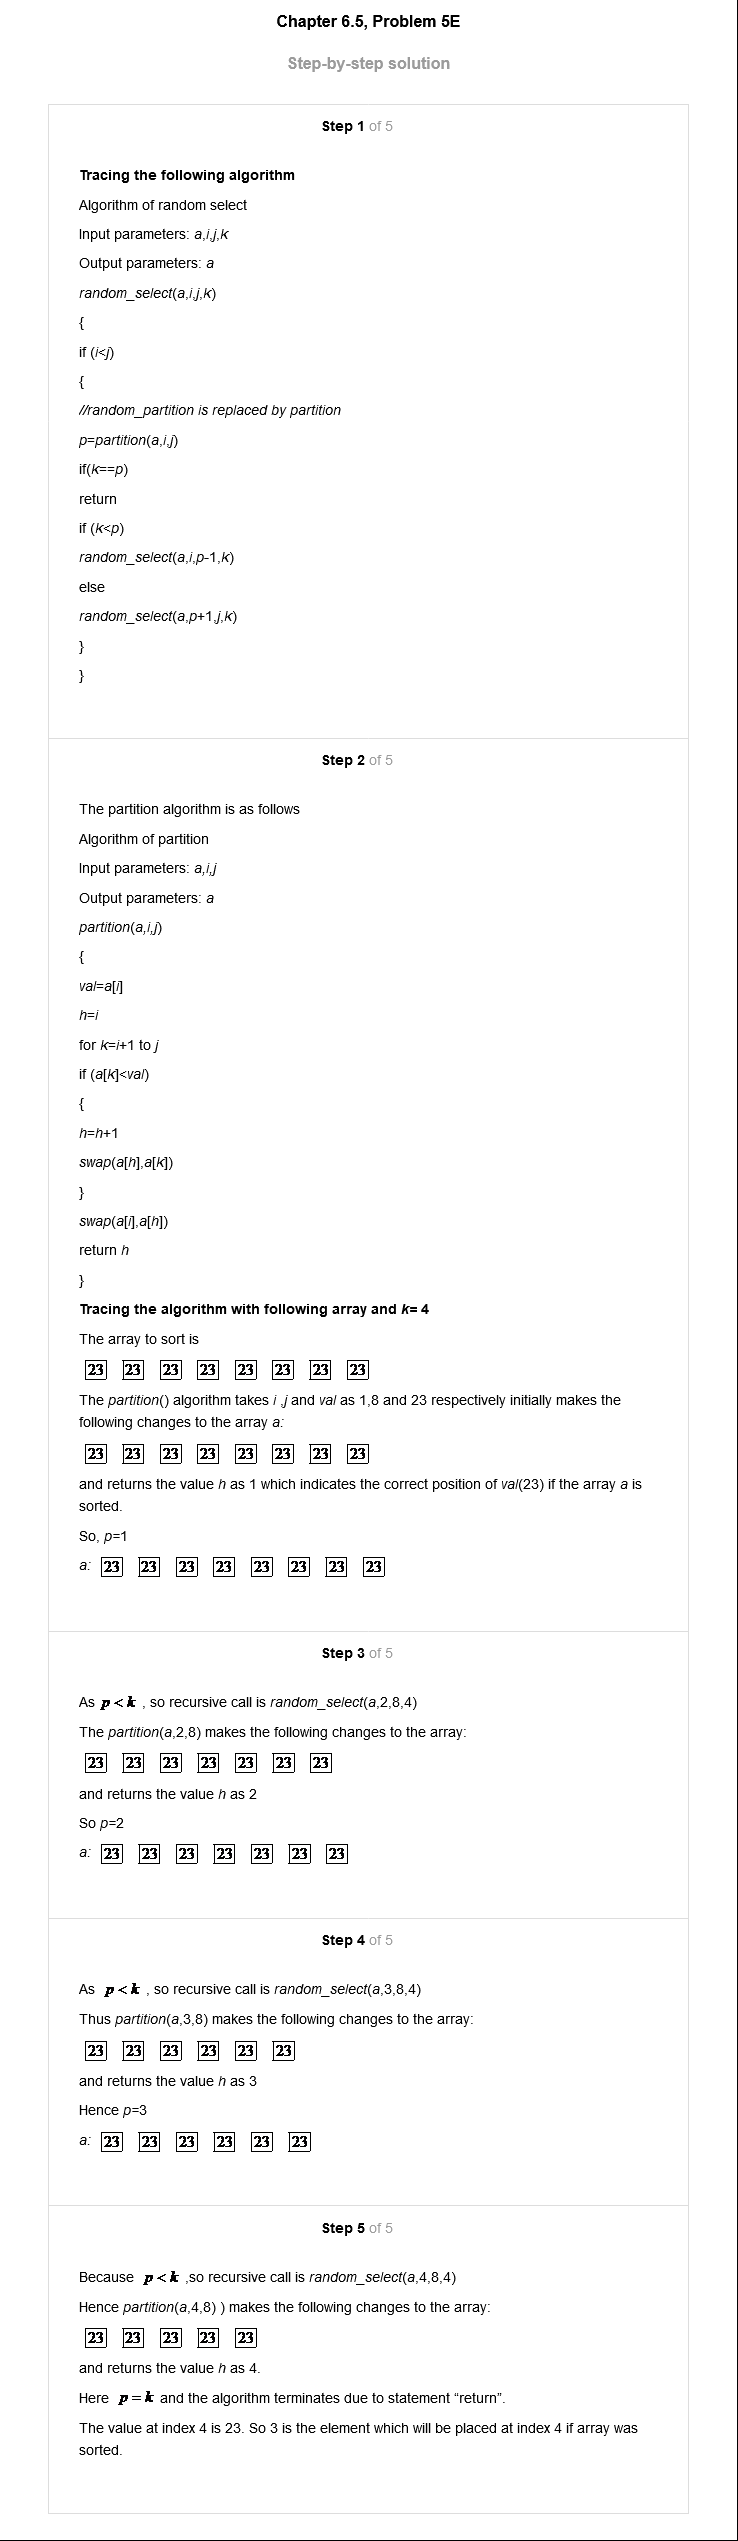 Chapter 6.5, Problem 5E
Step-by-step solution
Step 1 of 5
Tracing the following algorithm
Algorithm of random select
Input parameters: a,i,j,k
Output parameters: a
random_select(a,i,j,k)
{
if (i<j)
{
//random_partition is replaced by partition
p=partition(a,i,j)
if(k==p)
return
if (k<p)
random_select(a,i,p-1,k)
else
random_select(a,p+1,j,k)
}
}
Step 2 of 5
The partition algorithm is as follows
Algorithm of partition
Input parameters: a,i,j
Output parameters: a
partition(a,i,j)
{
val=a[i]
h=i
for k=i+1 to j
if (a[k]<val)
{
h=h+1
swap(a[h],a[k])
}
swap(a[i],a[h])
return h
}
Tracing the algorithm with following array and k= 4
The array to sort is
23 23 23 23 23 23 23 23
The partition() algorithm takes i ,j and val as 1,8 and 23 respectively initially makes the
following changes to the array a:
23 23 23 23 23 23 23 23
and returns the value h as 1 which indicates the correct position of val(23) if the array a is
sorted.
So, p=1
a: 23 23 23 23 23 23 23 23
Step 3 of 5
As p < k , so recursive call is random_select(a,2,8,4)
The partition(a,2,8) makes the following changes to the array:
23 23 23 23 23 23 23
and returns the value h as 2
So p=2
a: 23 23 23 23 23 23 23
Step 4 of 5
As p < k , so recursive call is random_select(a,3,8,4)
Thus partition(a,3,8) makes the following changes to the array:
23 23 23 23 23 23
and returns the value h as 3
Hence p=3
a: 23 23 23 23 23 23
Step 5 of 5
Because p < k ,so recursive call is random_select(a,4,8,4)
Hence partition(a,4,8) ) makes the following changes to the array:
23 23 23 23 23
and returns the value h as 4.
Here p = k and the algorithm terminates due to statement “return”.
The value at index 4 is 23. So 3 is the element which will be placed at index 4 if array was
sorted.